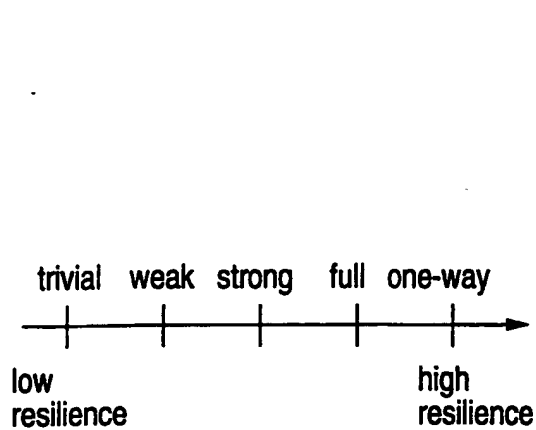 trivial weak strong full one-way
low high
resilience resilience